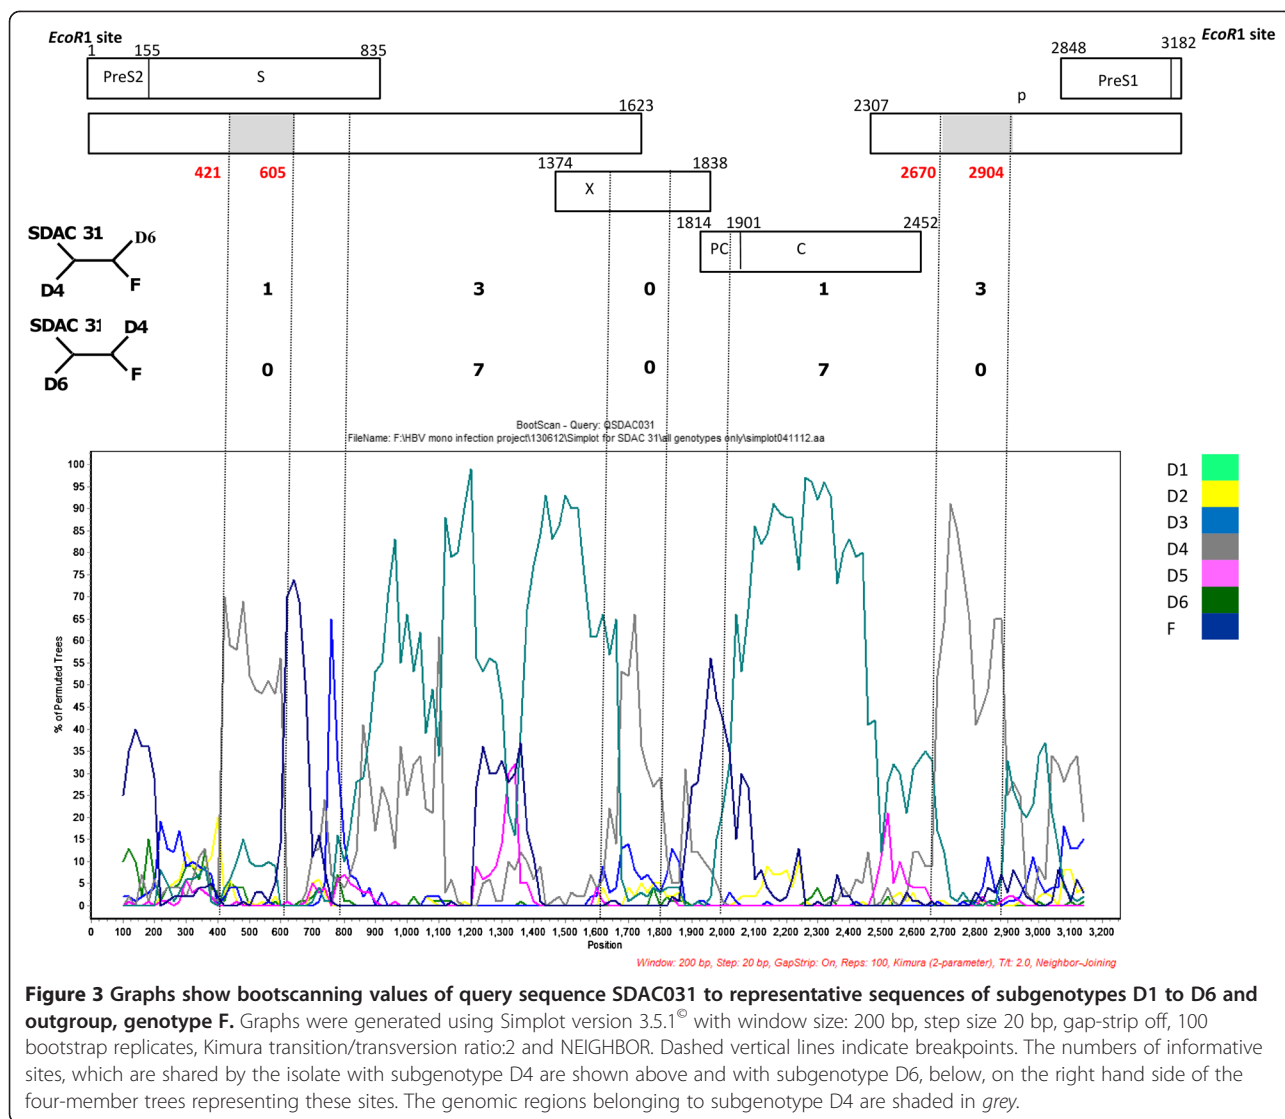 EcoR1 site
EcoR1 site
1 155 835
2848 3182
PreS2 S
PreS1
p
1623
2307
421 605
1374 1838
2670 2904
X
1814 1901 2452
PC C
SDAC 31 D6
D4 F
1 3 0 1 3
SDAC 31 D4
D6 F
0 7 0 7 0
BootScan - Query: QSDAC031
FileName: F:\HBV mono infection project\130612\Simplot for SDAC 31\all genotypes only\simplot041112.aa
% of Permuted Trees
100
95
90
85
80
75
70
65
60
55
50
45
40
35
30
25
20
15
10
5
0
0 100 200 300 400 500 600 700 800 900 1,000 1,100 1,200 1,300 1,400 1,500 1,600 1,700 1,800 1,900 2,000 2,100 2,200 2,300 2,400 2,500 2,600 2,700 2,800 2,900 3,000 3,100 3,200
Position
D1
D2
D3
D4
D5
D6
F
Window: 200 bp, Step: 20 bp, GapStrip: On, Reps: 100, Kimura (2-parameter), T/t: 2.0, Neighbor-Joining
Figure 3 Graphs show bootscanning values of query sequence SDAC031 to representative sequences of subgenotypes D1 to D6 and
outgroup, genotype F. Graphs were generated using Simplot version 3.5.1© with window size: 200 bp, step size 20 bp, gap-strip off, 100
bootstrap replicates, Kimura transition/transversion ratio:2 and NEIGHBOR. Dashed vertical lines indicate breakpoints. The numbers of informative
sites, which are shared by the isolate with subgenotype D4 are shown above and with subgenotype D6, below, on the right hand side of the
four-member trees representing these sites. The genomic regions belonging to subgenotype D4 are shaded in grey.